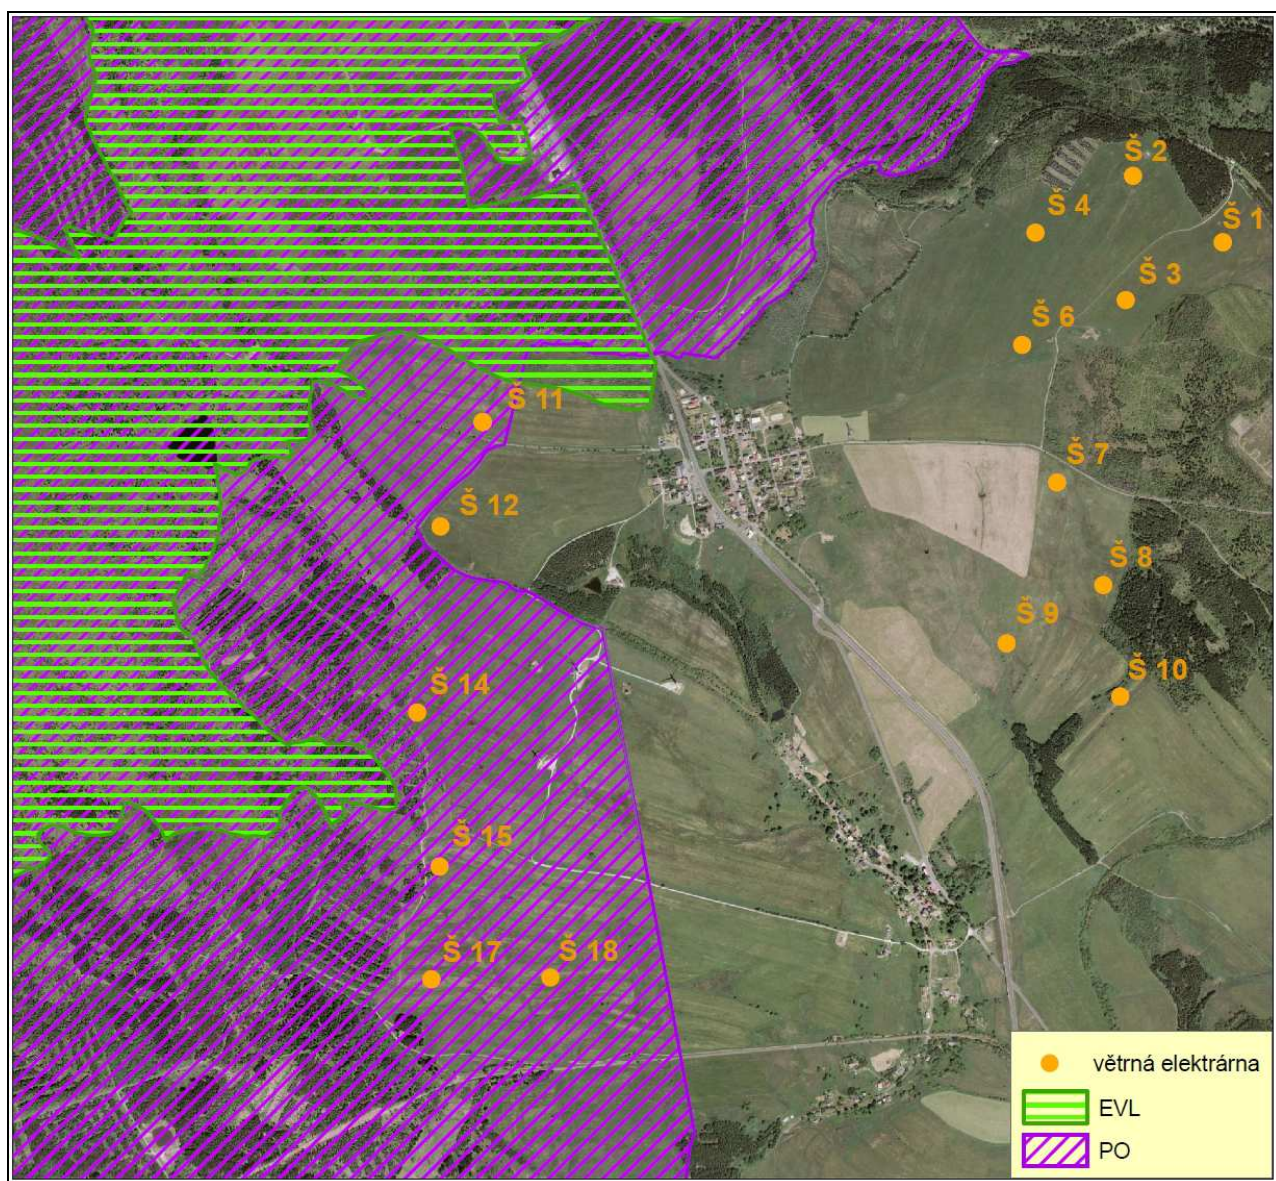 Š 2
Š 4
Š 1
Š 3
Š 6
Š 11
Š 7
Š 12
Š 8
Š 9
Š 10
Š 14
Š 15
Š 17
Š 18
větrná elektrárna
EVL
PO